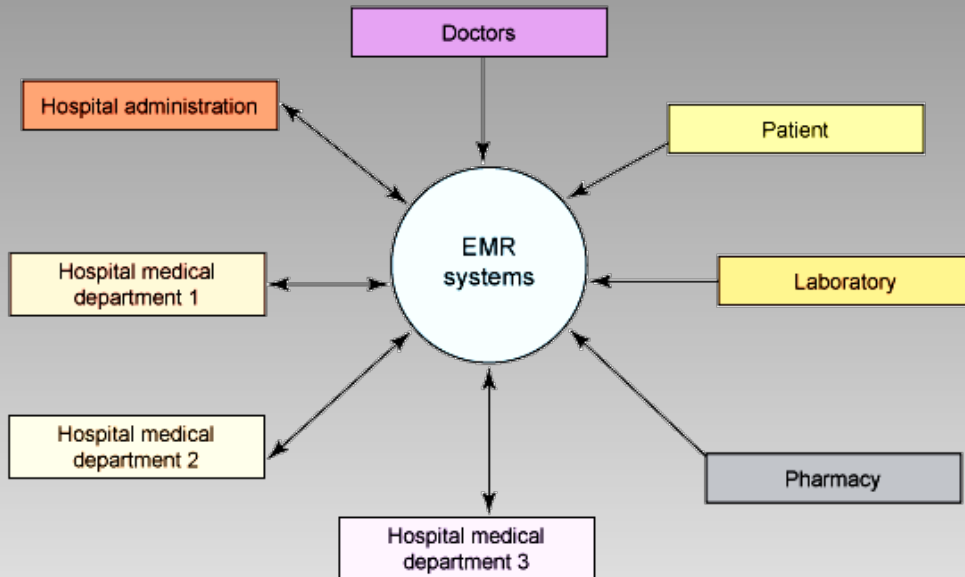 Doctors
Hospital administration
Patient
EMR
systems
Hospital medical
department 1
Laboratory
Hospital medical
department 2
Pharmacy
Hospital medical
department 3